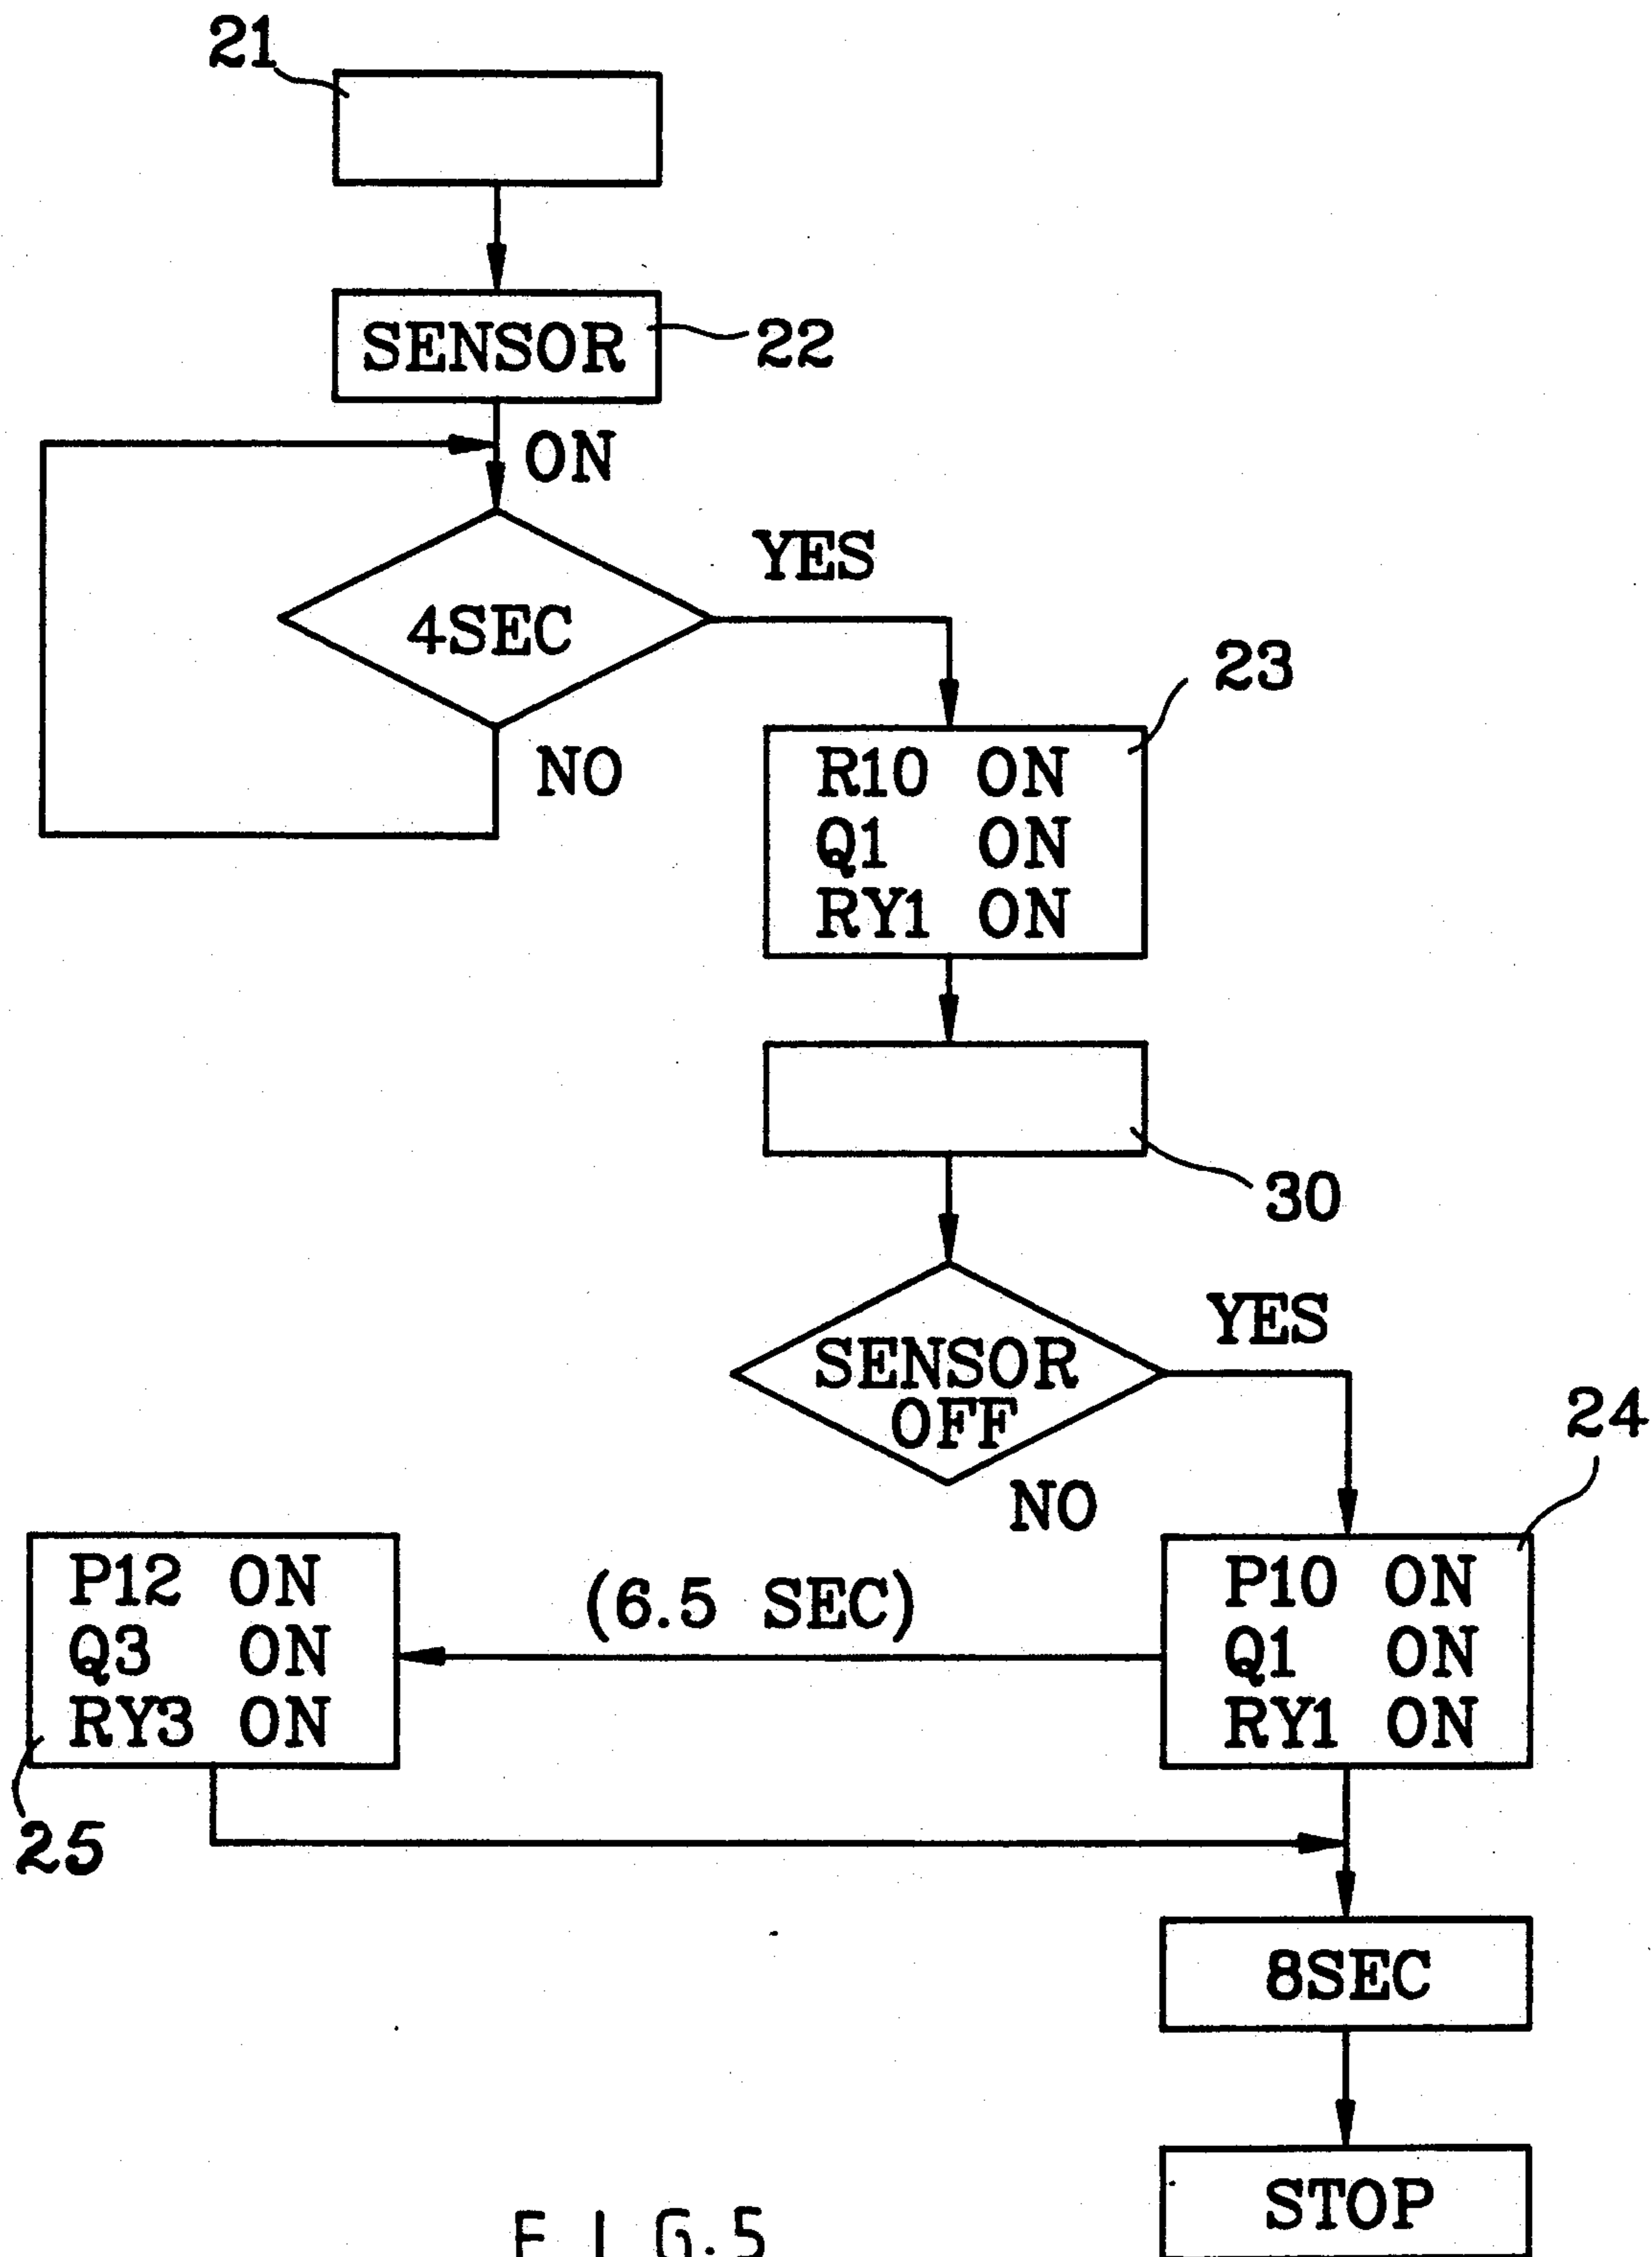 21
SENSOR
22
ON
4SEC
YES
NO
23
R10 ON
Q1 ON
RY1 ON
30
SENSOR
OFF
YES
NO
24
P10 ON
Q1 ON
RY1 ON
(6.5 SEC)
P12 ON
Q3 ON
RY3 ON
25
8SEC
STOP
FIG.5